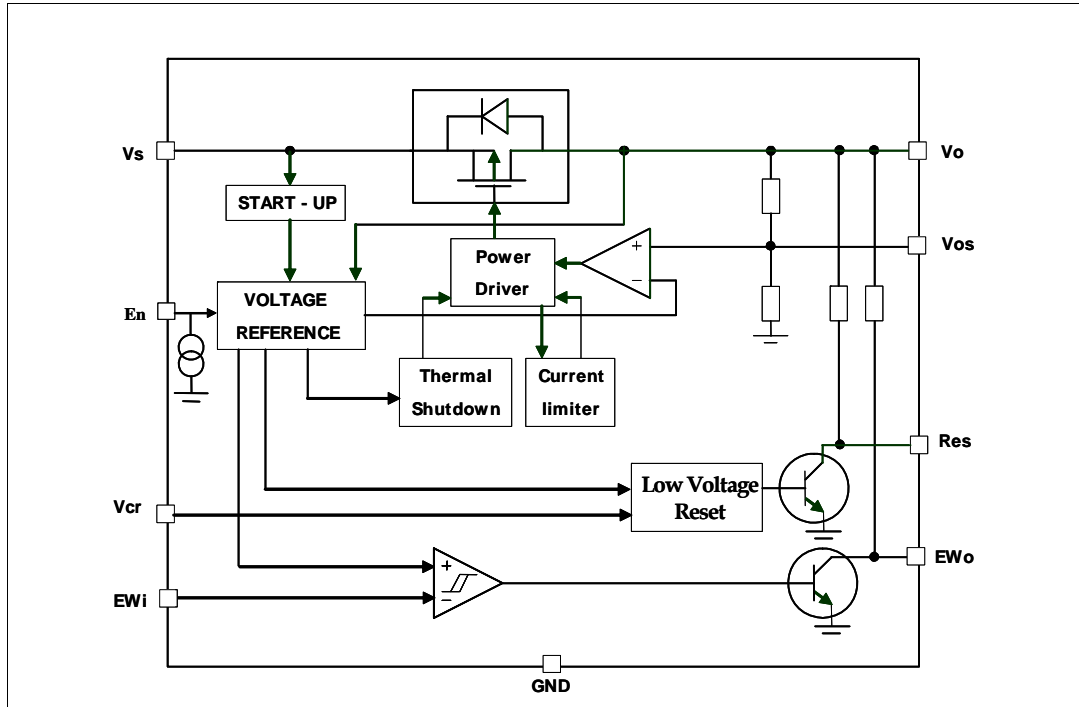 Vs
Vo
START - UP
Vos
+
−
Power
Driver
En
VOLTAGE
REFERENCE
Thermal
Shutdown
Current
limiter
Res
Low Voltage
Reset
Vcr
EWo
+
−
EWi
GND